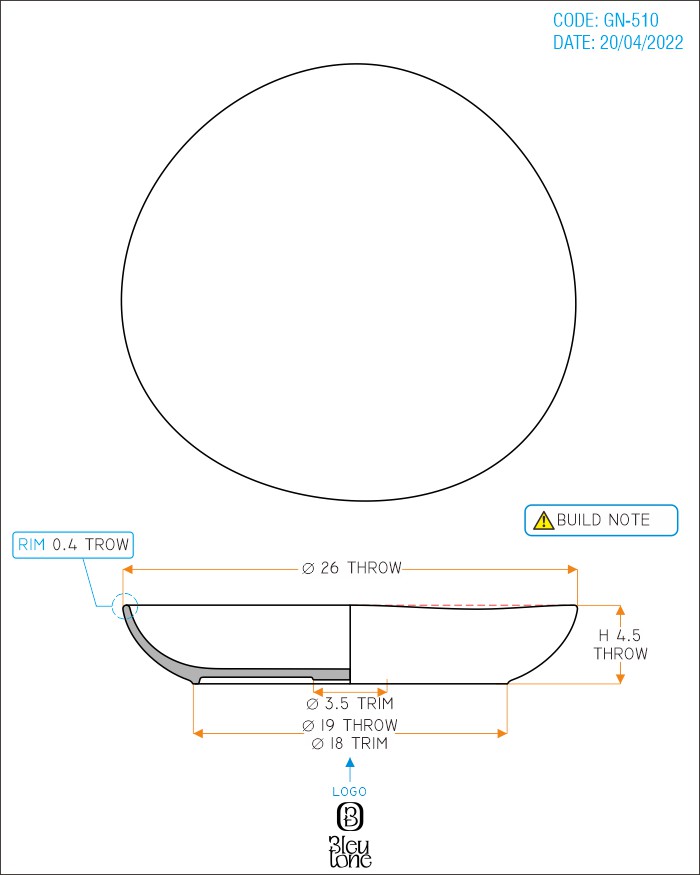 CODE: GN-510
DATE: 20/04/2022
BUILD NOTE
RIM 0.4 TROW
Ø 26 THROW
H 4.5
THROW
Ø 3.5 TRIM
Ø 19 THROW
Ø 18 TRIM
LOGO
B
Bleu
tone